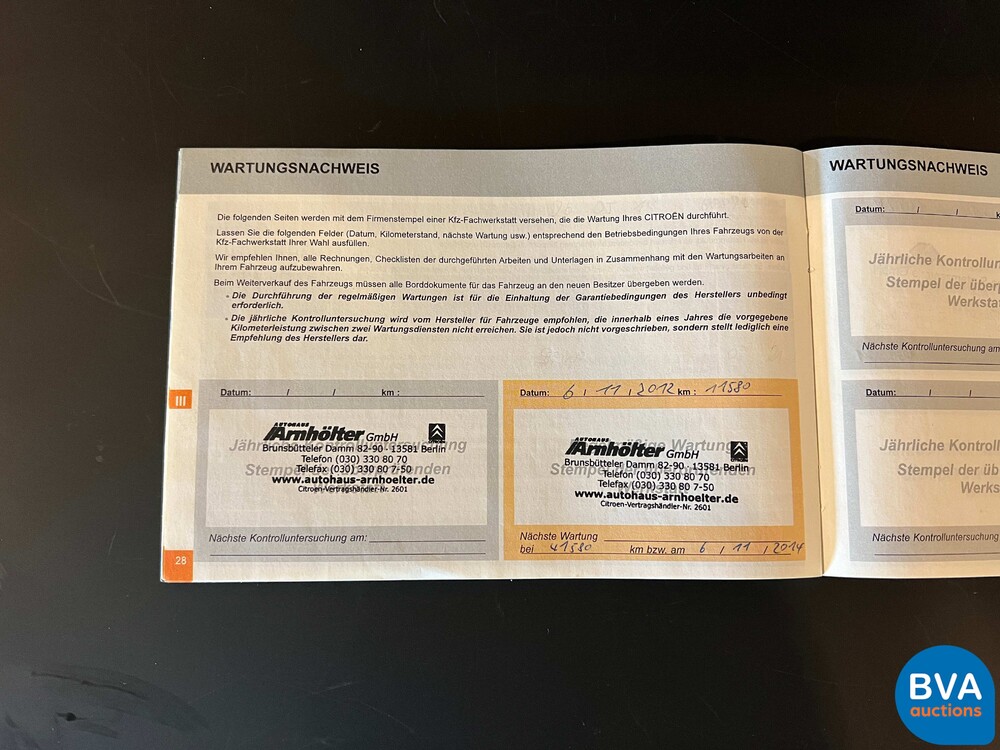 WARTUNGSNACHWEIS
Die folgenden Seiten werden mit dem Firmenstempel einer Kfz-Fachwerkstatt versehen, die die Wartung Ihres CITROËN durchführt.
Lassen Sie die folgenden Felder (Datum, Kilometerstand, nächste Wartung usw.) entsprechend den Betriebsbedingungen Ihres Fahrzeugs von der
Kfz-Fachwerkstatt Ihrer Wahl ausfüllen.
Wir empfehlen Ihnen, alle Rechnungen, Checklisten der durchgeführten Arbeiten und Unterlagen in Zusammenhang mit den Wartungsarbeiten an
Ihrem Fahrzeug aufzubewahren.
Beim Weiterverkauf des Fahrzeugs müssen alle Borddokumente für das Fahrzeug an den neuen Besitzer übergeben werden.
- Die Durchführung der regelmäßigen Wartungen ist für die Einhaltung der Garantiebedingungen des Herstellers unbedingt
erforderlich.
- Die jährliche Kontrolluntersuchung wird vom Hersteller für Fahrzeuge empfohlen, die innerhalb eines Jahres die vorgegebene
Kilometerleistung zwischen zwei Wartungsdiensten nicht erreichen. Sie ist jedoch nicht vorgeschrieben, sondern stellt lediglich eine
Empfehlung des Herstellers dar.
III
Datum: / / km :
AUTOHAUS
Arnhölter GmbH
Jährliche Kontrolluntersuchung
Brunsbütteler Damm 82-90 · 13581 Berlin
Telefon (030) 330 80 70
Stempel der
Telefax (030) 330 80 7-50
www.autohaus-arnhoelter.de
Citroen-Vertragshändler-Nr. 2601
Nächste Kontrolluntersuchung am:
28
Datum: 6 / 11 / 2012 km : 11580
AUTOHAUS
Arnhölter GmbH
Wartung
Brunsbütteler Damm 82-90 · 13581 Berlin
Telefon (030) 330 80 70
Telefax (030) 330 80 7-50
www.autohaus-arnhoelter.de
Citroen-Vertragshändler-Nr. 2601
Nächste Wartung
bei 41580 km bzw. am 6 / 11 / 2014
WARTUNGSNACHWEIS
Datum: / /
Jährliche Kontrollun
Stempel der über
Werksta
Nächste Kontrolluntersuchung am
Datum: / /
Jährliche Kontroll
Stempel der üb
Werks
Nächste Kontrolluntersuchung
BVA
auctions